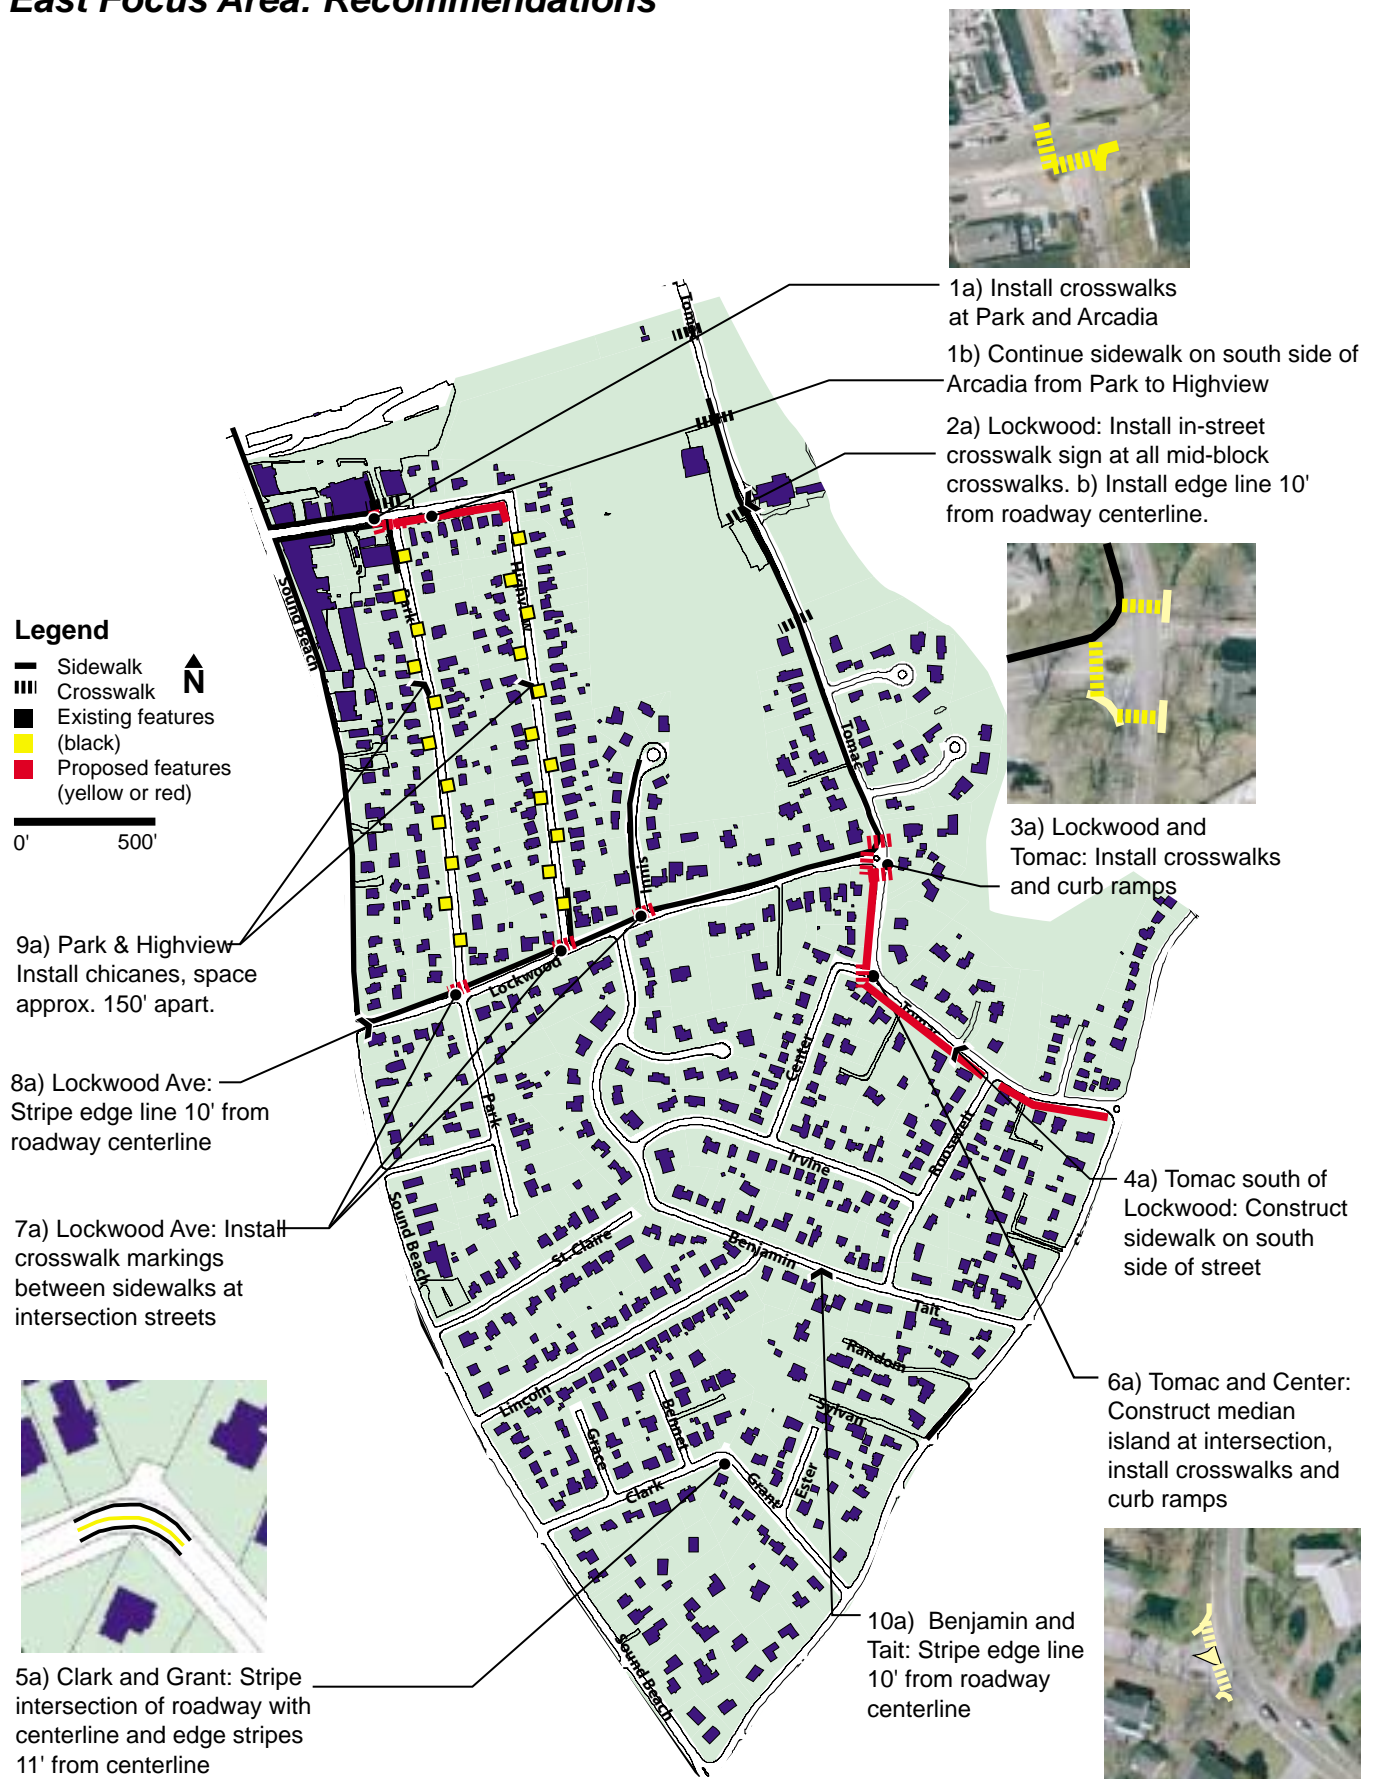 East Focus Area: Recommendations
1a) Install crosswalks
at Park and Arcadia
1b) Continue sidewalk on south side of
Arcadia from Park to Highview
2a) Lockwood: Install in-street
crosswalk sign at all mid-block
crosswalks. b) Install edge line 10'
from roadway centerline.
Legend
Sidewalk
Crosswalk
N
Existing features
(black)
Proposed features
(yellow or red)
0' 500'
3a) Lockwood and
Tomac: Install crosswalks
and curb ramps
9a) Park & Highview
Install chicanes, space
approx. 150' apart.
8a) Lockwood Ave:
Stripe edge line 10' from
roadway centerline
7a) Lockwood Ave: Install
crosswalk markings
between sidewalks at
intersection streets
4a) Tomac south of
Lockwood: Construct
sidewalk on south
side of street
6a) Tomac and Center:
Construct median
island at intersection,
install crosswalks and
curb ramps
10a) Benjamin and
Tait: Stripe edge line
10' from roadway
centerline
5a) Clark and Grant: Stripe
intersection of roadway with
centerline and edge stripes
11' from centerline
Sound Beach
Park
Highview
Tomac
Lockwood
Tomac
Center
Park
Irvine
Roosevelt
Sound Beach
St. Claire
Benjamin
Tait
Random
Sylvan
Lincoln
Grace
Clark
Grant
Ester
Sound Beach